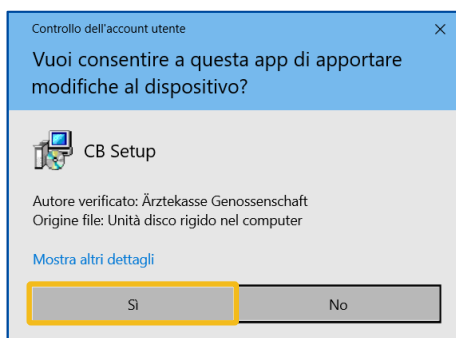 Controllo dell'account utente
Vuoi consentire a questa app di apportare
modifiche al dispositivo?
CB Setup
Autore verificato: Ärztekasse Genossenschaft
Origine file: Unità disco rigido nel computer
Mostra altri dettagli
Sì
No